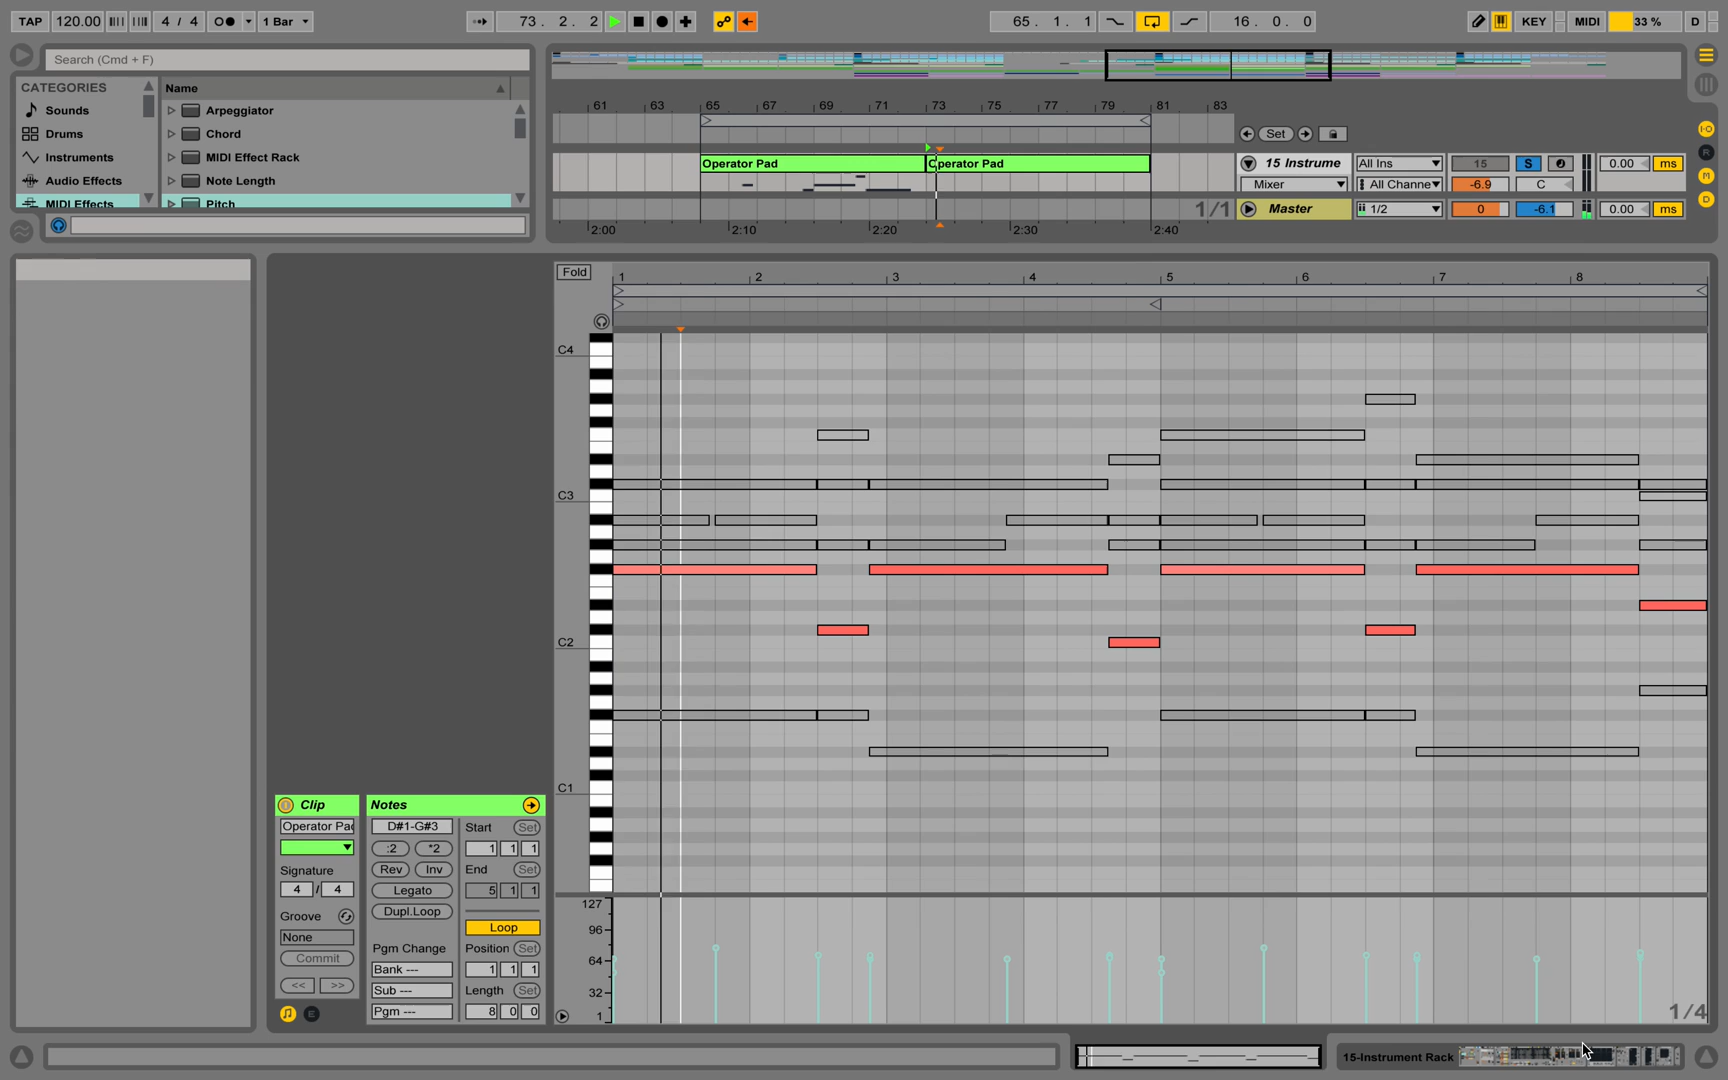 TAP 120.00 4 / 4 1 Bar 73 . 2 . 2 65 . 1 . 1 16 . 0 . 0 KEY MIDI 33 % D
Search (Cmd + F)
CATEGORIES Name
Sounds Arpeggiator
Drums Chord
Instruments MIDI Effect Rack
Audio Effects Note Length
MIDI Effects Pitch
61 63 65 67 69 71 73 75 77 79 81 83
Set
Operator Pad Operator Pad 15 Instrume All Ins 15 S 0.00 ms
Mixer All Channe -6.9 C
1/1 Master 1/2 0 -6.1 0.00 ms
2:00 2:10 2:20 2:30 2:40
I·O
R
M
D
Fold 1 2 3 4 5 6 7 8
C4
C3
C2
C1
Clip Notes
Operator Pad D#1-G#3 Start Set
:2 *2 1 1 1
Signature Rev Inv End Set
4 / 4 Legato 5 1 1
Groove Dupl.Loop Loop
None Pgm Change Position Set
Commit Bank --- 1 1 1
<< >> Sub --- Length Set
E Pgm --- 8 0 0
127
96
64
32
1
1/4
15-Instrument Rack